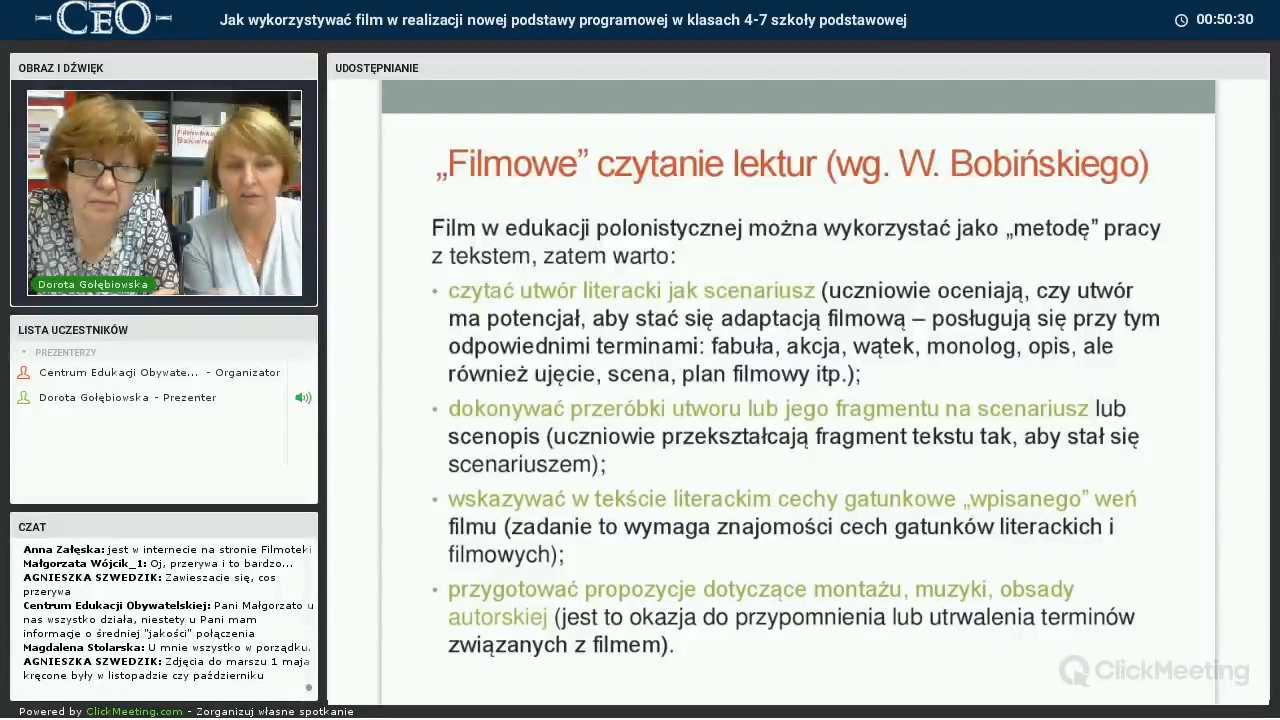 CEO
Jak wykorzystywać film w realizacji nowej podstawy programowej w klasach 4-7 szkoły podstawowej
00:50:30
OBRAZ I DŹWIĘK
Dorota Gołębiowska
LISTA UCZESTNIKÓW
PREZENTERZY
Centrum Edukacji Obywate... - Organizator
Dorota Gołębiowska - Prezenter
CZAT
Anna Załęska: jest w internecie na stronie Filmoteki
Małgorzata Wójcik_1: Oj, przerywa i to bardzo...
AGNIESZKA SZWEDZIK: Zawieszacie się, cos
przerywa
Centrum Edukacji Obywatelskiej: Pani Małgorzato u
nas wszystko działa, niestety u Pani mam
informacje o średniej "jakości" połączenia
Magdalena Stolarska: U mnie wszystko w porządku.
AGNIESZKA SZWEDZIK: Zdjęcia do marszu 1 maja
kręcone były w listopadzie czy październiku
UDOSTĘPNIANIE
„Filmowe” czytanie lektur (wg. W. Bobińskiego)
Film w edukacji polonistycznej można wykorzystać jako „metodę” pracy
z tekstem, zatem warto:
• czytać utwór literacki jak scenariusz (uczniowie oceniają, czy utwór
ma potencjał, aby stać się adaptacją filmową – posługują się przy tym
odpowiednimi terminami: fabuła, akcja, wątek, monolog, opis, ale
również ujęcie, scena, plan filmowy itp.);
• dokonywać przeróbki utworu lub jego fragmentu na scenariusz lub
scenopis (uczniowie przekształcają fragment tekstu tak, aby stał się
scenariuszem);
• wskazywać w tekście literackim cechy gatunkowe „wpisanego” weń
filmu (zadanie to wymaga znajomości cech gatunków literackich i
filmowych);
• przygotować propozycje dotyczące montażu, muzyki, obsady
autorskiej (jest to okazja do przypomnienia lub utrwalenia terminów
związanych z filmem).
ClickMeeting
Powered by ClickMeeting.com - Zorganizuj własne spotkanie